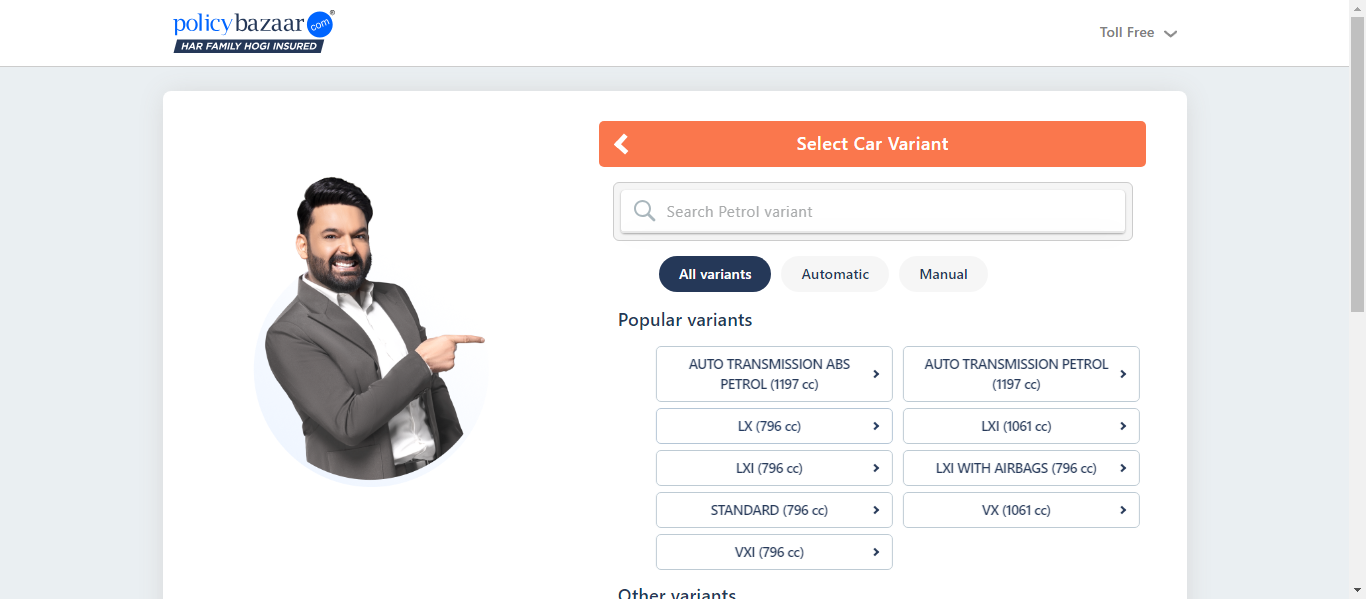 policybazaar.com®
HAR FAMILY HOGI INSURED
Toll Free
Select Car Variant
Search Petrol variant
All variants
Automatic
Manual
Popular variants
AUTO TRANSMISSION ABS
PETROL (1197 cc)
AUTO TRANSMISSION PETROL
(1197 cc)
LX (796 cc)
LXI (1061 cc)
LXI (796 cc)
LXI WITH AIRBAGS (796 cc)
STANDARD (796 cc)
VX (1061 cc)
VXI (796 cc)
Other variants